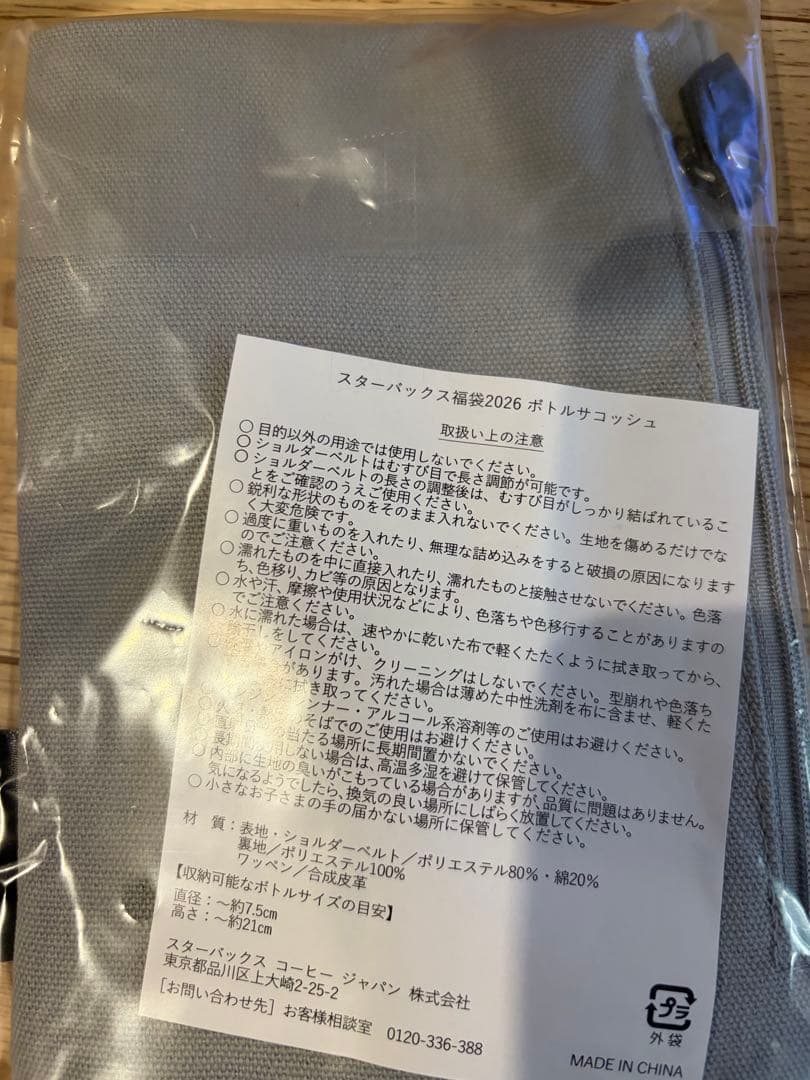 スターバックス福袋2026 ボトルサコッシュ
取扱い上の注意
○ 目的以外の用途では使用しないでください。
○ ショルダーベルトはむすび目で長さ調節が可能です。
○ ショルダーベルトの長さの調整後は、むすび目がしっかり結ばれているこ
とをご確認のうえご使用ください。
○ 鋭利な形状のものをそのまま入れないでください。生地を傷めるだけでな
く大変危険です。
○ 過度に重いものを入れたり、無理な詰め込みをすると破損の原因になります
のでご注意ください。
○ 濡れたものを中に直接入れたり、濡れたものと接触させないでください。色落
ち、色移り、カビ等の原因となります。
○ 水や汗、摩擦や使用状況などにより、色落ちや色移行することがありますの
でご注意ください。
○ 水に濡れた場合は、速やかに乾いた布で軽くたたくように拭き取ってから、
干しをしてください。
アイロンがけ、クリーニングはしないでください。型崩れや色落ち
があります。汚れた場合は薄めた中性洗剤を布に含ませ、軽くた
に拭き取ってください。
ンナー・アルコール系溶剤等のご使用はお避けください。
そばでのご使用はお避けください。
当たる場所に長期間置かないでください。
しない場合は、高温多湿を避けて保管してください。
○ 内部に生地の臭いがこもっている場合がありますが、品質に問題はありません。
気になるようでしたら、換気の良い場所にしばらく放置してください。
○ 小さなお子さまの手の届かない場所に保管してください。
材 質：表地・ショルダーベルト／ポリエステル80%・綿20%
裏地／ポリエステル100%
ワッペン／合成皮革
【収納可能なボトルサイズの目安】
直径：～約7.5cm
高さ：～約21cm
スターバックス コーヒー ジャパン 株式会社
東京都品川区上大崎2-25-2
［お問い合わせ先］お客様相談室 0120-336-388
プラ
外袋
MADE IN CHINA